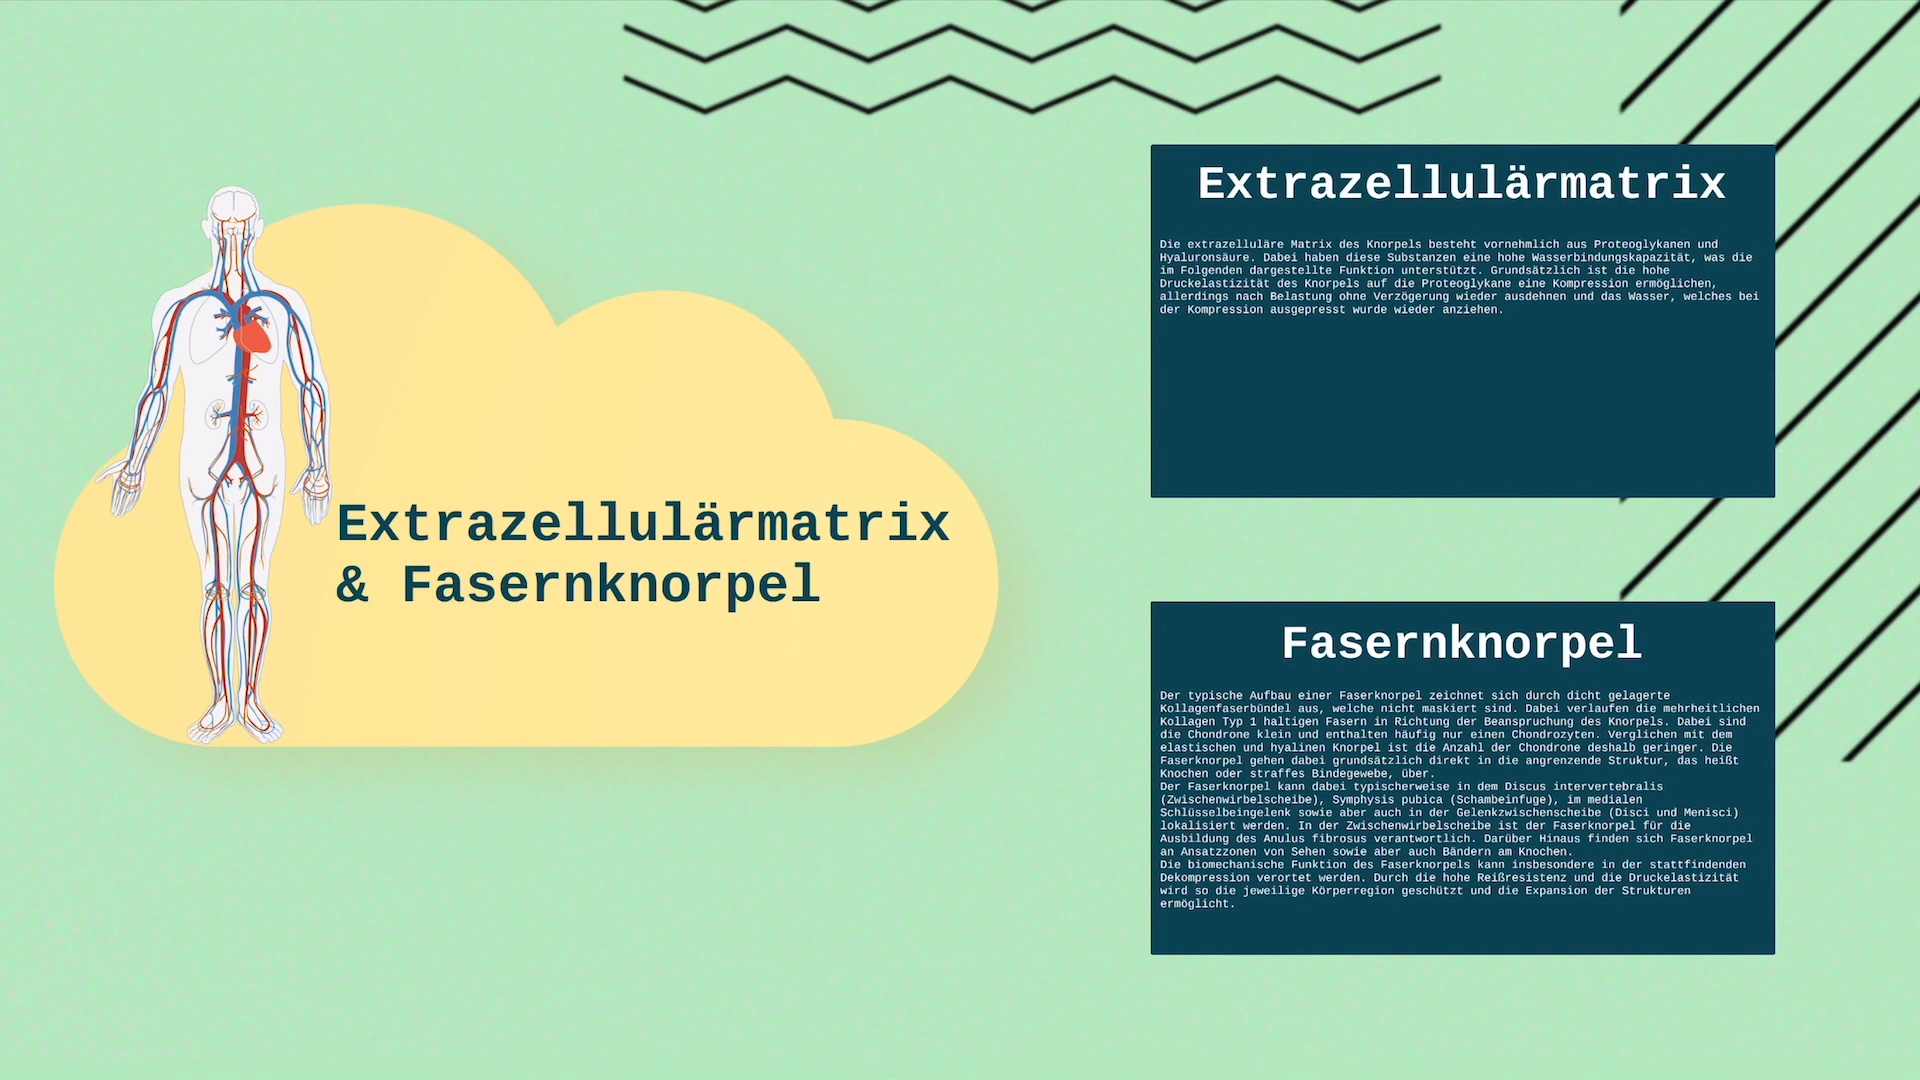 Extrazellulärmatrix
& Fasernknorpel
Extrazellulärmatrix
Die extrazelluläre Matrix des Knorpels besteht vornehmlich aus Proteoglykanen und
Hyaluronsäure. Dabei haben diese Substanzen eine hohe Wasserbindungskapazität, was die
im Folgenden dargestellte Funktion unterstützt. Grundsätzlich ist die hohe
Druckelastizität des Knorpels auf die Proteoglykane eine Kompression ermöglichen,
allerdings nach Belastung ohne Verzögerung wieder ausdehnen und das Wasser, welches bei
der Kompression ausgepresst wurde wieder anziehen.
Fasernknorpel
Der typische Aufbau einer Faserknorpel zeichnet sich durch dicht gelagerte
Kollagenfaserbündel aus, welche nicht maskiert sind. Dabei verlaufen die mehrheitlichen
Kollagen Typ 1 haltigen Fasern in Richtung der Beanspruchung des Knorpels. Dabei sind
die Chondrone klein und enthalten häufig nur einen Chondrozyten. Verglichen mit dem
elastischen und hyalinen Knorpel ist die Anzahl der Chondrone deshalb geringer. Die
Faserknorpel gehen dabei grundsätzlich direkt in die angrenzende Struktur, das heißt
Knochen oder straffes Bindegewebe, über.
Der Faserknorpel kann dabei typischerweise in dem Discus intervertebralis
(Zwischenwirbelscheibe), Symphysis pubica (Schambeinfuge), im medialen
Schlüsselbeingelenk sowie aber auch in der Gelenkzwischenscheibe (Disci und Menisci)
lokalisiert werden. In der Zwischenwirbelscheibe ist der Faserknorpel für die
Ausbildung des Anulus fibrosus verantwortlich. Darüber Hinaus finden sich Faserknorpel
an Ansatzzonen von Sehen sowie aber auch Bändern am Knochen.
Die biomechanische Funktion des Faserknorpels kann insbesondere in der stattfindenden
Dekompression verortet werden. Durch die hohe Reißresistenz und die Druckelastizität
wird so die jeweilige Körperregion geschützt und die Expansion der Strukturen
ermöglicht.